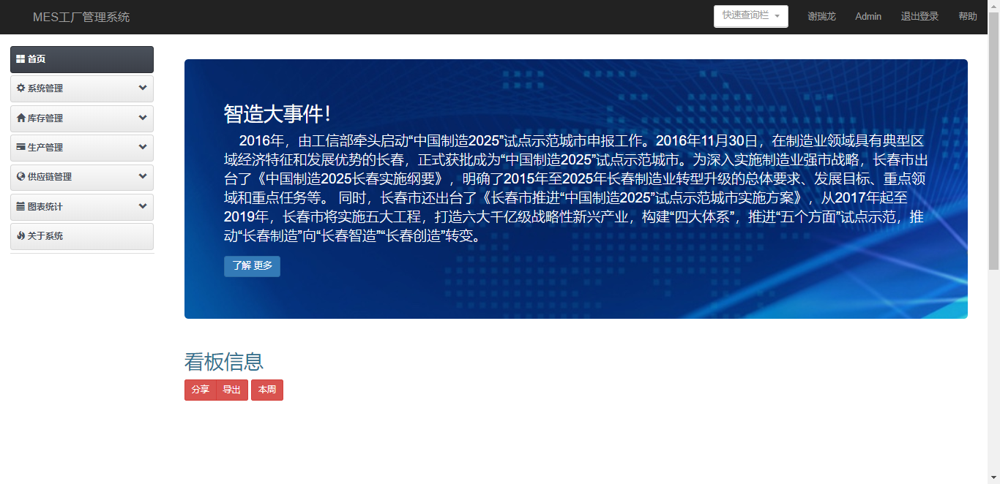 MES工厂管理系统
快速查询栏
谢瑞龙
Admin
退出登录
帮助
首页
系统管理
库存管理
生产管理
供应链管理
图表统计
关于系统
智造大事件！
2016年，由工信部牵头启动“中国制造2025”试点示范城市申报工作。2016年11月30日，在制造业领域具有典型区
域经济特征和发展优势的长春，正式获批成为“中国制造2025”试点示范城市。为深入实施制造业强市战略，长春市出
台了《中国制造2025长春实施纲要》，明确了2015年至2025年长春制造业转型升级的总体要求、发展目标、重点领
域和重点任务等。 同时，长春市还出台了《长春市推进“中国制造2025”试点示范城市实施方案》，从2017年起至
2019年，长春市将实施五大工程，打造六大千亿级战略性新兴产业，构建“四大体系”，推进“五个方面”试点示范，推
动“长春制造”向“长春智造”“长春创造”转变。
了解 更多
看板信息
分享
导出
本周